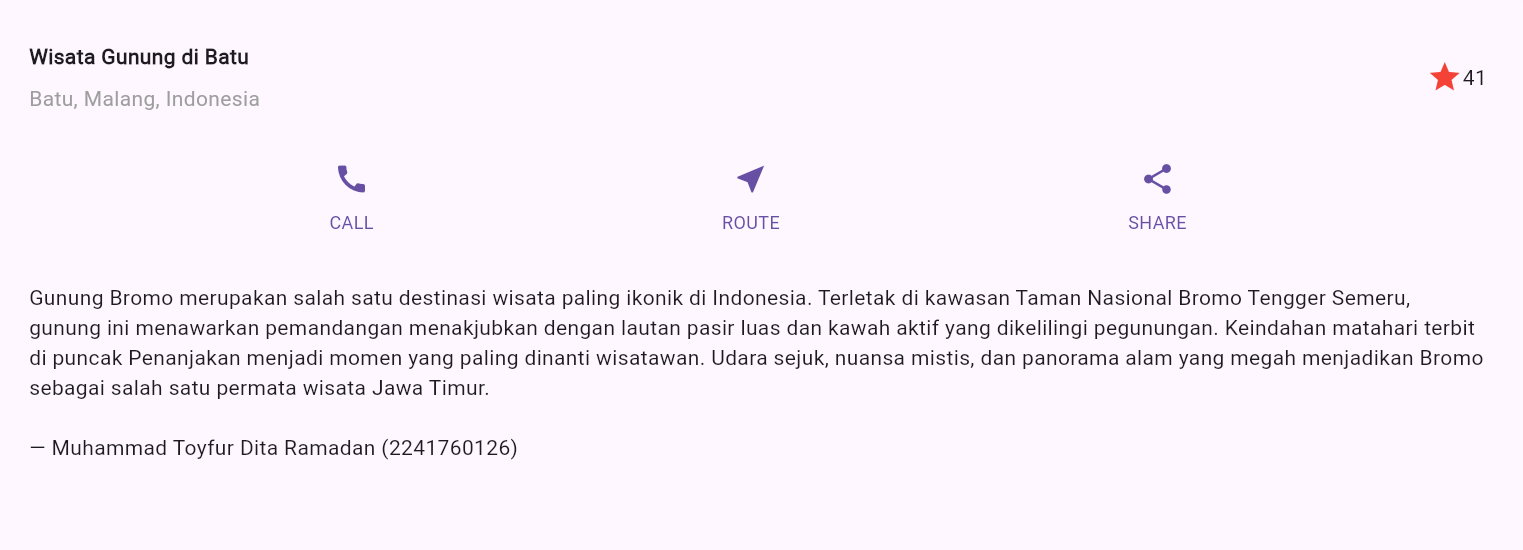 Wisata Gunung di Batu
Batu, Malang, Indonesia
41
CALL
ROUTE
SHARE
Gunung Bromo merupakan salah satu destinasi wisata paling ikonik di Indonesia. Terletak di kawasan Taman Nasional Bromo Tengger Semeru,
gunung ini menawarkan pemandangan menakjubkan dengan lautan pasir luas dan kawah aktif yang dikelilingi pegunungan. Keindahan matahari terbit
di puncak Penanjakan menjadi momen yang paling dinanti wisatawan. Udara sejuk, nuansa mistis, dan panorama alam yang megah menjadikan Bromo
sebagai salah satu permata wisata Jawa Timur.
— Muhammad Toyfur Dita Ramadan (2241760126)